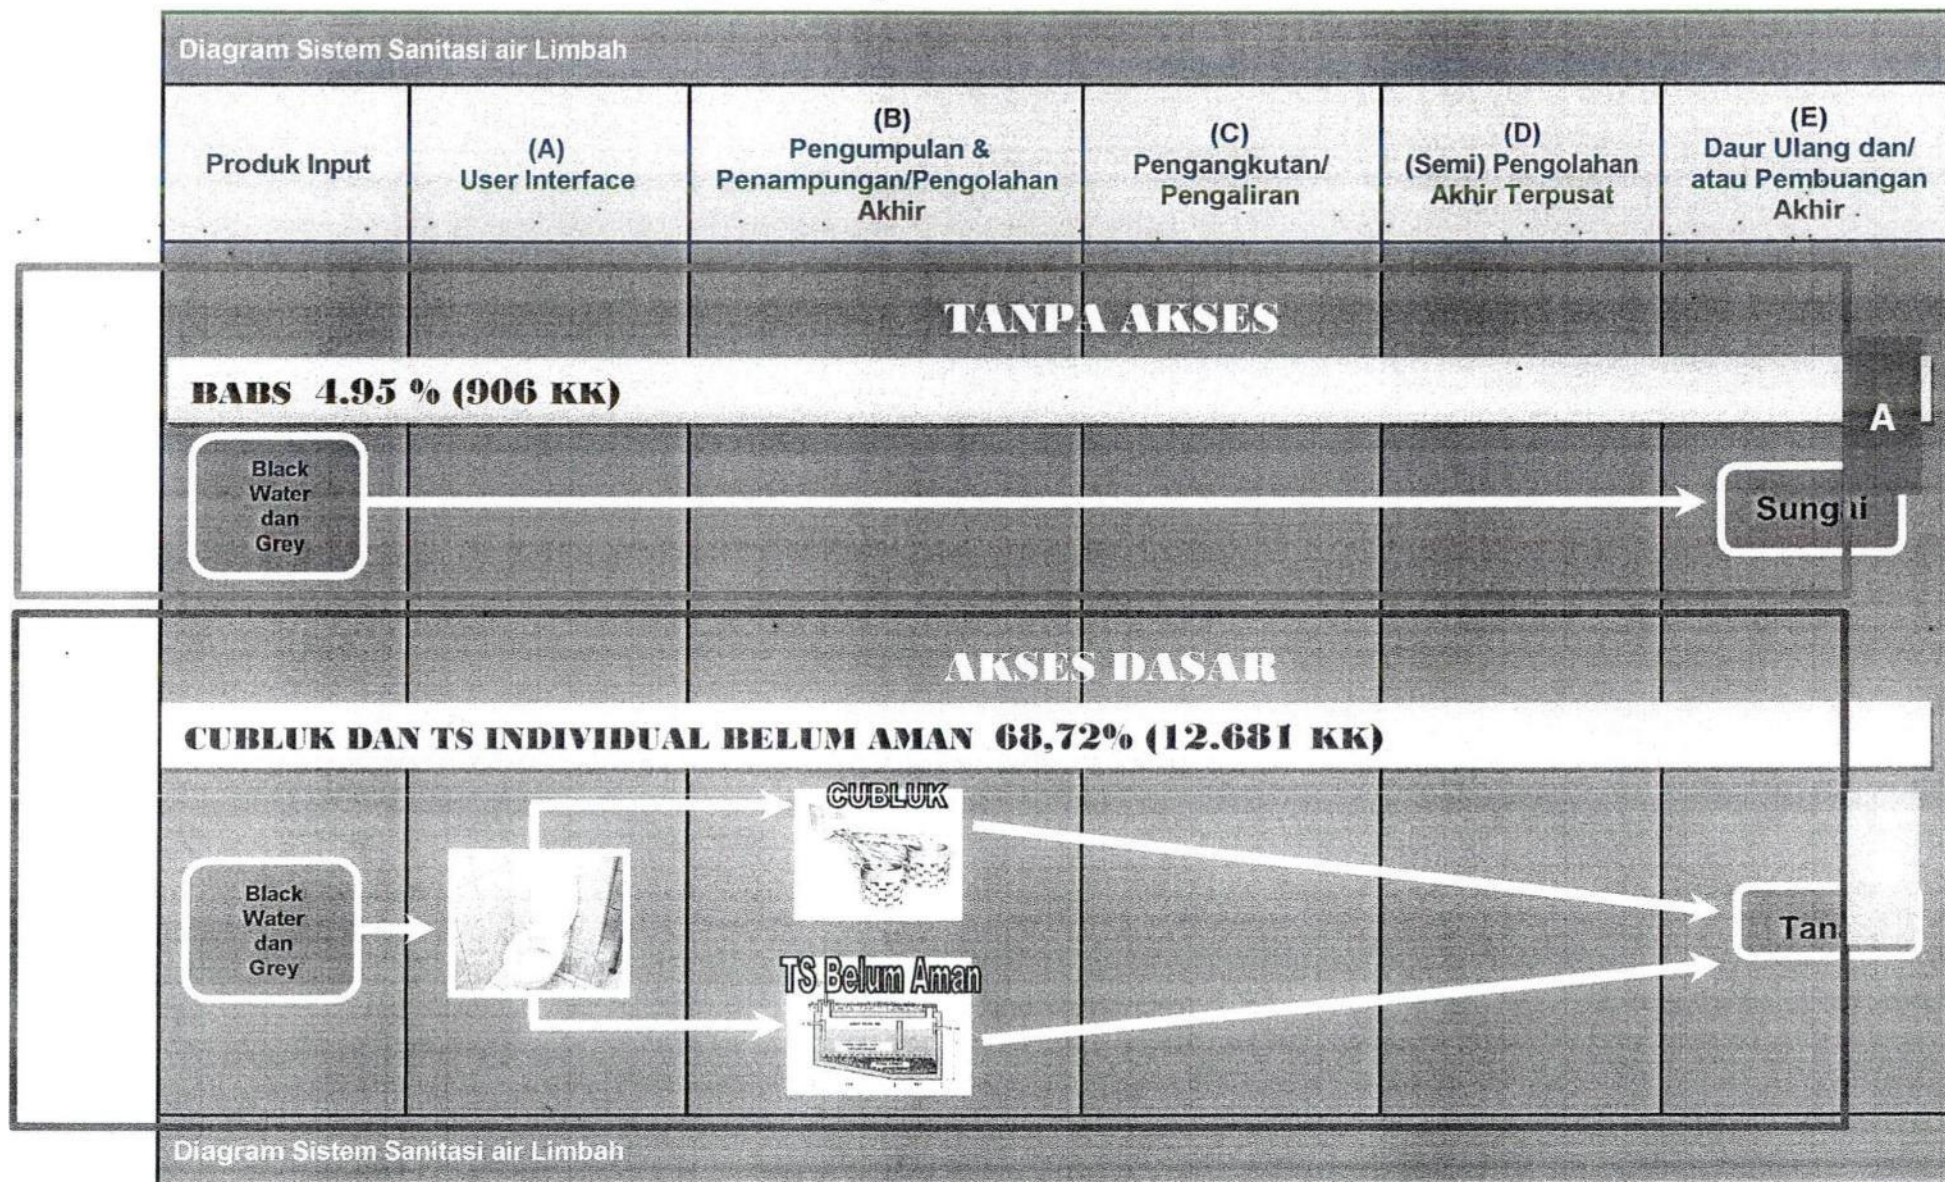 Diagram Sistem Sanitasi air Limbah
Produk Input
(A)
User Interface
(B)
Pengumpulan &
Penampungan/Pengolahan
Akhir
(C)
Pengangkutan/
Pengaliran
(D)
(Semi) Pengolahan
Akhir Terpusat
(E)
Daur Ulang dan/
atau Pembuangan
Akhir
TANPA AKSES
BABS 4.95 % (906 KK)
A
Black
Water
dan
Grey
Sungai
AKSES DASAR
CUBLUK DAN TS INDIVIDUAL BELUM AMAN 68,72% (12.681 KK)
CUBLUK
Black
Water
dan
Grey
Tan
TS Belum Aman
Diagram Sistem Sanitasi air Limbah